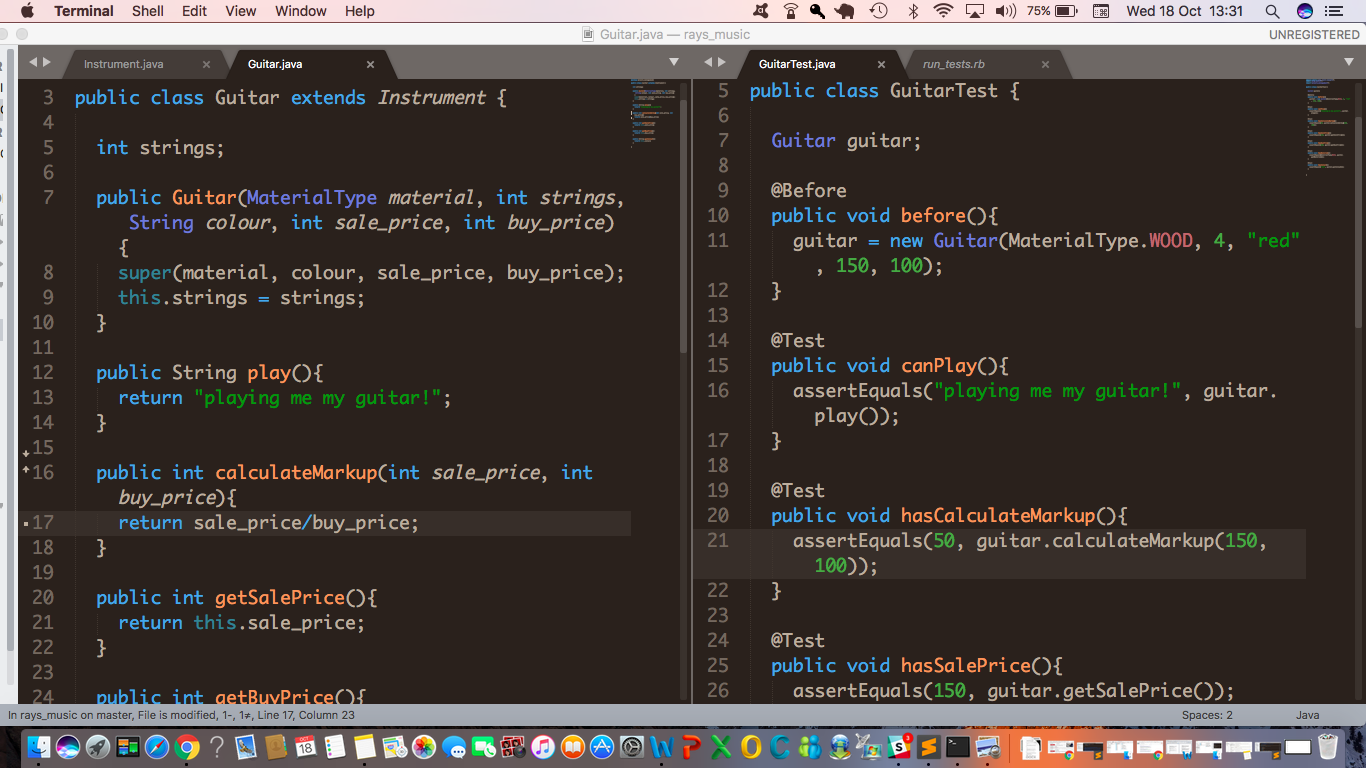 Terminal Shell Edit View Window Help 75% Wed 18 Oct 13:31
Guitar.java — rays_music UNREGISTERED
Instrument.java Guitar.java GuitarTest.java run_tests.rb
3 public class Guitar extends Instrument {
4
5 int strings;
6
7 public Guitar(MaterialType material, int strings,
String colour, int sale_price, int buy_price)
{
8 super(material, colour, sale_price, buy_price);
9 this.strings = strings;
10 }
11
12 public String play(){
13 return "playing me my guitar!";
14 }
15
16 public int calculateMarkup(int sale_price, int
buy_price){
17 return sale_price/buy_price;
18 }
19
20 public int getSalePrice(){
21 return this.sale_price;
22 }
23
24 public int getBuyPrice(){
5 public class GuitarTest {
6
7 Guitar guitar;
8
9 @Before
10 public void before(){
11 guitar = new Guitar(MaterialType.WOOD, 4, "red"
, 150, 100);
12 }
13
14 @Test
15 public void canPlay(){
16 assertEquals("playing me my guitar!", guitar.
play());
17 }
18
19 @Test
20 public void hasCalculateMarkup(){
21 assertEquals(50, guitar.calculateMarkup(150,
100));
22 }
23
24 @Test
25 public void hasSalePrice(){
26 assertEquals(150, guitar.getSalePrice());
In rays_music on master, File is modified, 1-, 1≠, Line 17, Column 23 Spaces: 2 Java